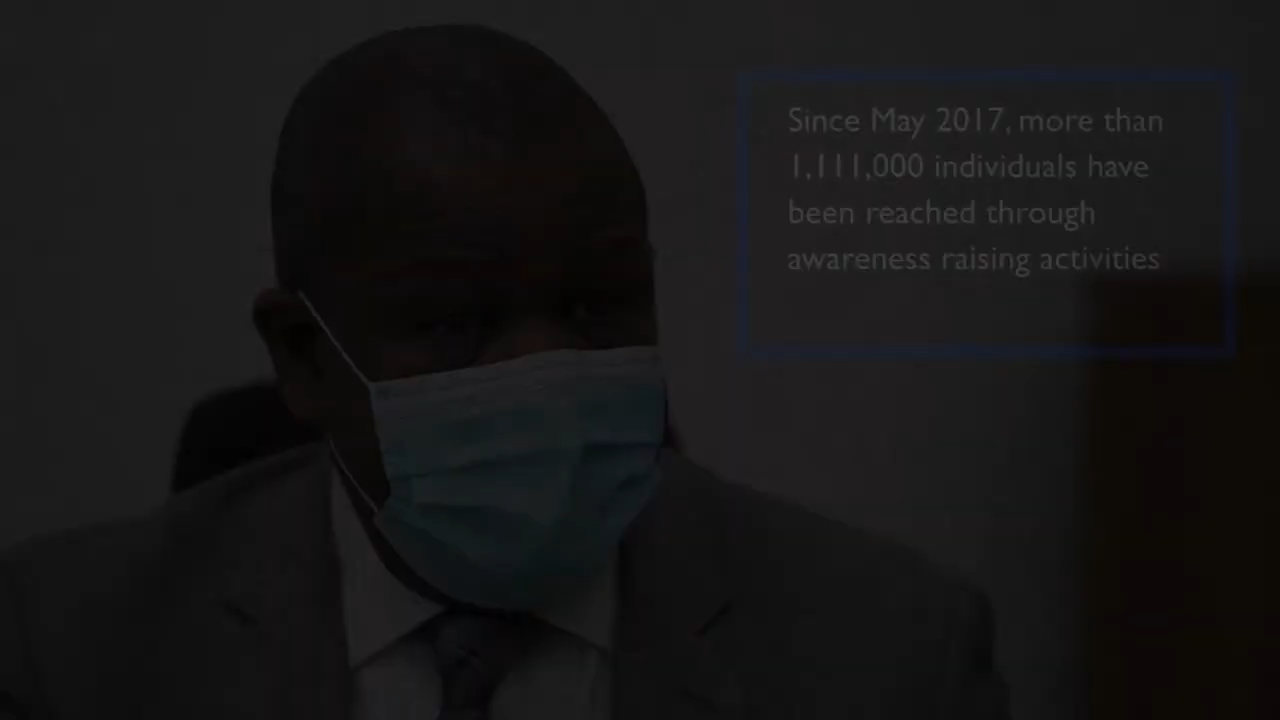 Since May 2017, more than
1,111,000 individuals have
been reached through
awareness raising activities